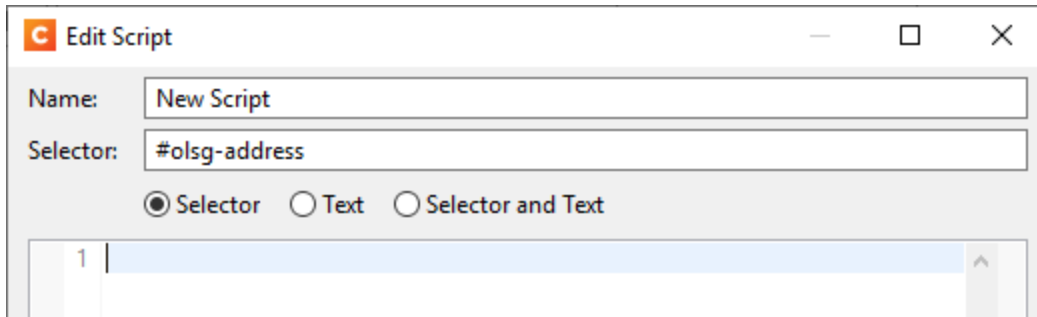 C Edit Script
Name: New Script
Selector: #olsg-address
Selector Text Selector and Text
1